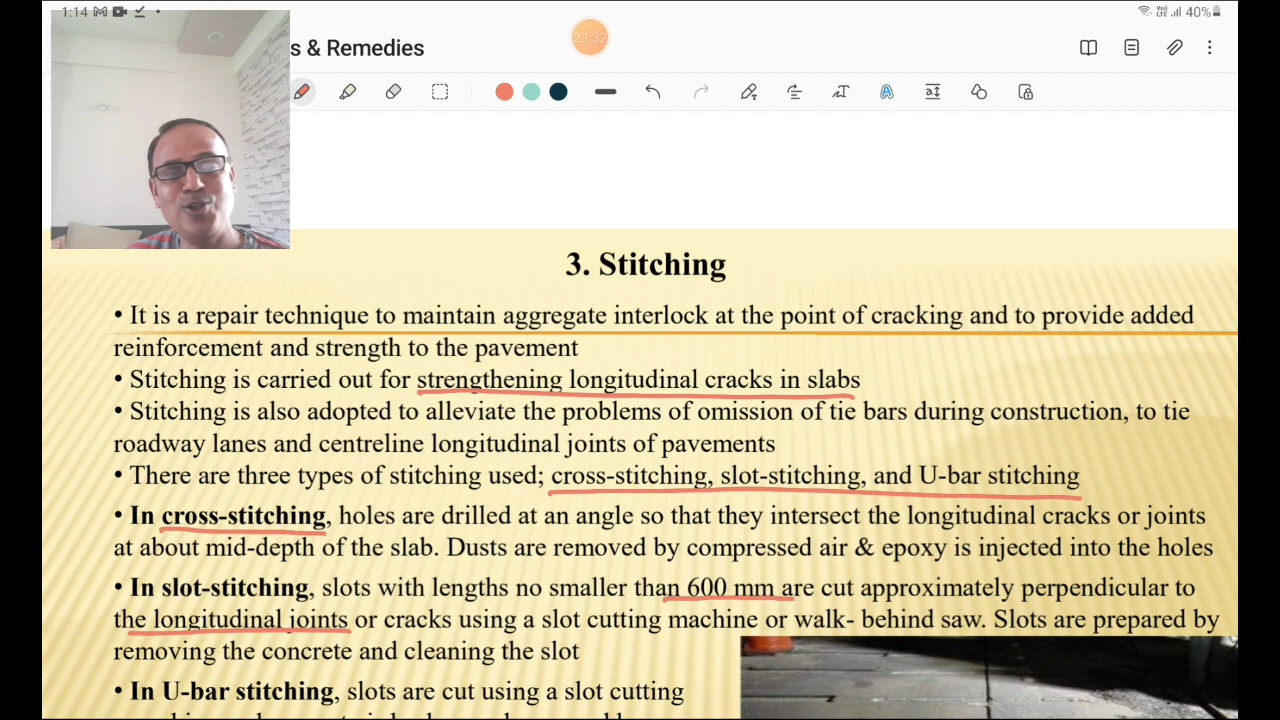 1:14
40%
s & Remedies
23:32
3. Stitching
• It is a repair technique to maintain aggregate interlock at the point of cracking and to provide added
reinforcement and strength to the pavement
• Stitching is carried out for strengthening longitudinal cracks in slabs
• Stitching is also adopted to alleviate the problems of omission of tie bars during construction, to tie
roadway lanes and centreline longitudinal joints of pavements
• There are three types of stitching used; cross-stitching, slot-stitching, and U-bar stitching
• In cross-stitching, holes are drilled at an angle so that they intersect the longitudinal cracks or joints
at about mid-depth of the slab. Dusts are removed by compressed air & epoxy is injected into the holes
• In slot-stitching, slots with lengths no smaller than 600 mm are cut approximately perpendicular to
the longitudinal joints or cracks using a slot cutting machine or walk- behind saw. Slots are prepared by
removing the concrete and cleaning the slot
• In U-bar stitching, slots are cut using a slot cutting